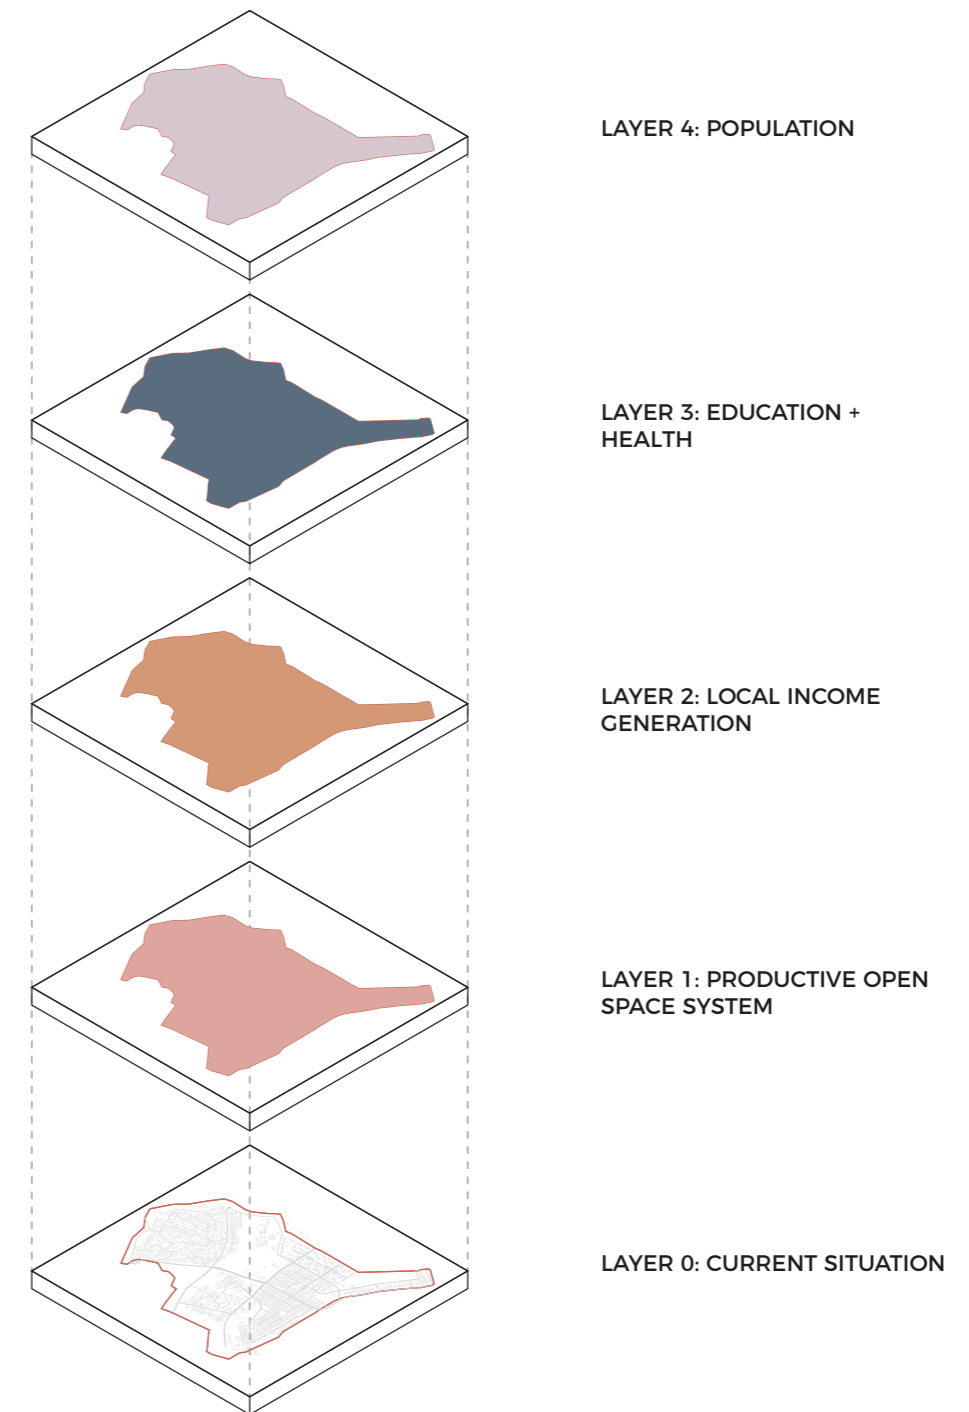 LAYER 4: POPULATION
LAYER 3: EDUCATION +
HEALTH
LAYER 2: LOCAL INCOME
GENERATION
LAYER 1: PRODUCTIVE OPEN
SPACE SYSTEM
LAYER 0: CURRENT SITUATION